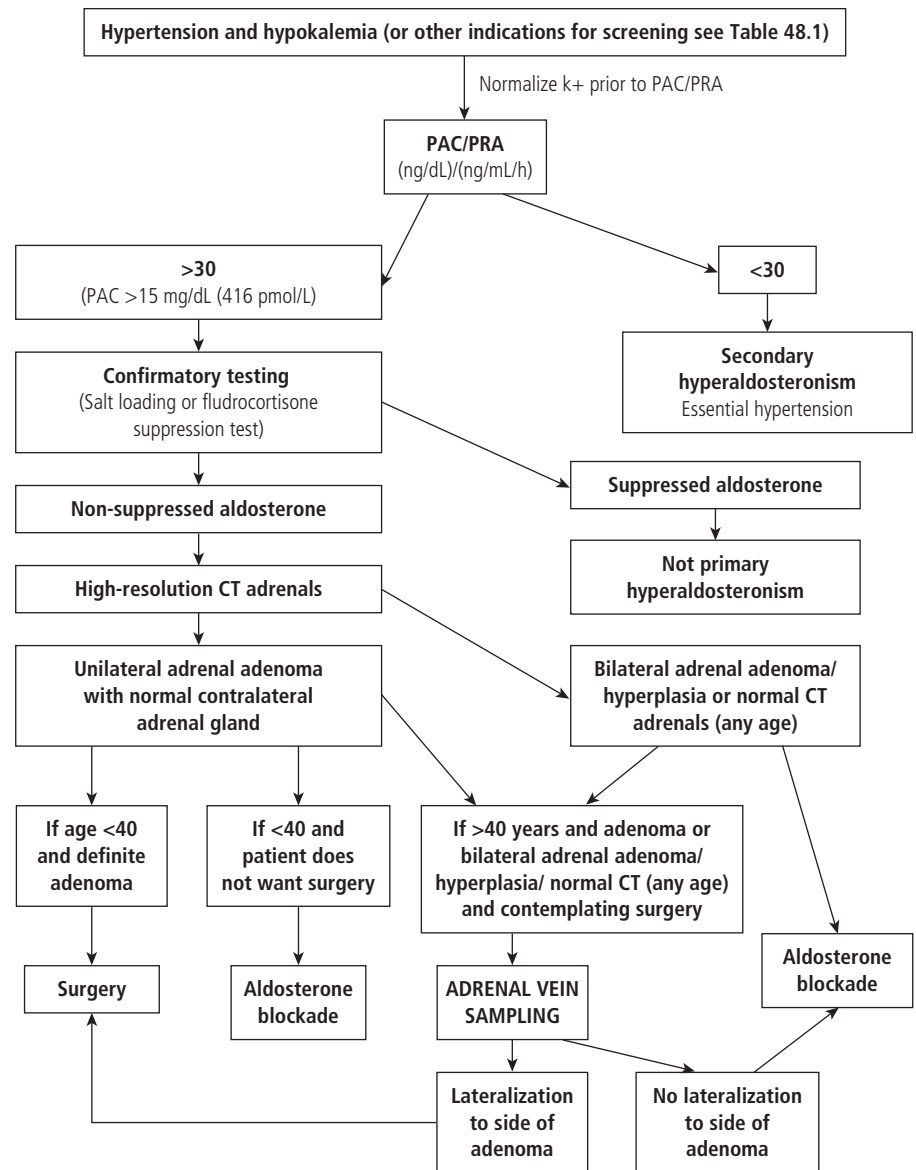 Hypertension and hypokalemia (or other indications for screening see Table 48.1)
Normalize k+ prior to PAC/PRA
PAC/PRA
(ng/dL)/(ng/mL/h)
>30
(PAC >15 mg/dL (416 pmol/L)
<30
Secondary
hyperaldosteronism
Essential hypertension
Confirmatory testing
(Salt loading or fludrocortisone
suppression test)
Suppressed aldosterone
Non-suppressed aldosterone
Not primary
hyperaldosteronism
High-resolution CT adrenals
Unilateral adrenal adenoma
with normal contralateral
adrenal gland
Bilateral adrenal adenoma/
hyperplasia or normal CT
adrenals (any age)
If age <40
and definite
adenoma
If <40 and
patient does
not want surgery
If >40 years and adenoma or
bilateral adrenal adenoma/
hyperplasia/ normal CT (any age)
and contemplating surgery
Surgery
Aldosterone
blockade
ADRENAL VEIN
SAMPLING
Aldosterone
blockade
Lateralization
to side of
adenoma
No lateralization
to side of
adenoma